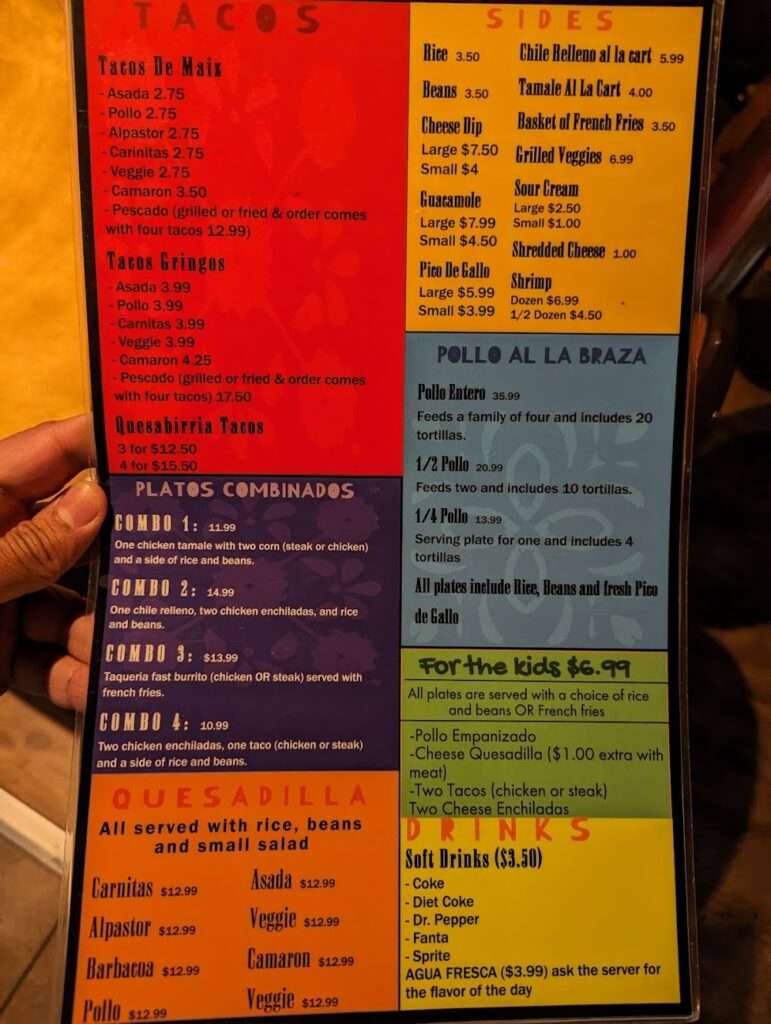 TACOS
Tacos De Maiz
- Asada 2.75
- Pollo 2.75
- Alpastor 2.75
- Carinitas 2.75
- Veggie 2.75
- Camaron 3.50
- Pescado (grilled or fried & order comes
with four tacos 12.99)
Tacos Gringos
- Asada 3.99
- Pollo 3.99
- Carnitas 3.99
- Veggie 3.99
- Camaron 4.25
- Pescado (grilled or fried & order comes
with four tacos) 17.50
Quesabirria Tacos
3 for $12.50
4 for $15.50
PLATOS COMBINADOS
COMBO 1: 11.99
One chicken tamale with two corn (steak or chicken)
and a side of rice and beans.
COMBO 2: 14.99
One chile relleno, two chicken enchiladas, and rice
and beans.
COMBO 3: $13.99
Taqueria fast burrito (chicken OR steak) served with
french fries.
COMBO 4: 10.99
Two chicken enchiladas, one taco (chicken or steak)
and a side of rice and beans.
QUESADILLA
All served with rice, beans
and small salad
Carnitas $12.99
Alpastor $12.99
Barbacoa $12.99
Pollo $12.99
Asada $12.99
Veggie $12.99
Camaron $12.99
Veggie $12.99
SIDES
Rice 3.50
Beans 3.50
Cheese Dip
Large $7.50
Small $4
Guacamole
Large $7.99
Small $4.50
Pico De Gallo
Large $5.99
Small $3.99
Chile Relleno al la cart 5.99
Tamale Al La Cart 4.00
Basket of French Fries 3.50
Grilled Veggies 6.99
Sour Cream
Large $2.50
Small $1.00
Shredded Cheese 1.00
Shrimp
Dozen $6.99
1/2 Dozen $4.50
POLLO AL LA BRAZA
Pollo Entero 35.99
Feeds a family of four and includes 20
tortillas.
1/2 Pollo 20.99
Feeds two and includes 10 tortillas.
1/4 Pollo 13.99
Serving plate for one and includes 4
tortillas
All plates include Rice, Beans and fresh Pico
de Gallo
For the kids $6.99
All plates are served with a choice of rice
and beans OR French fries
-Pollo Empanizado
-Cheese Quesadilla ($1.00 extra with
meat)
-Two Tacos (chicken or steak)
Two Cheese Enchiladas
DRINKS
Soft Drinks ($3.50)
- Coke
- Diet Coke
- Dr. Pepper
- Fanta
- Sprite
AGUA FRESCA ($3.99) ask the server for
the flavor of the day